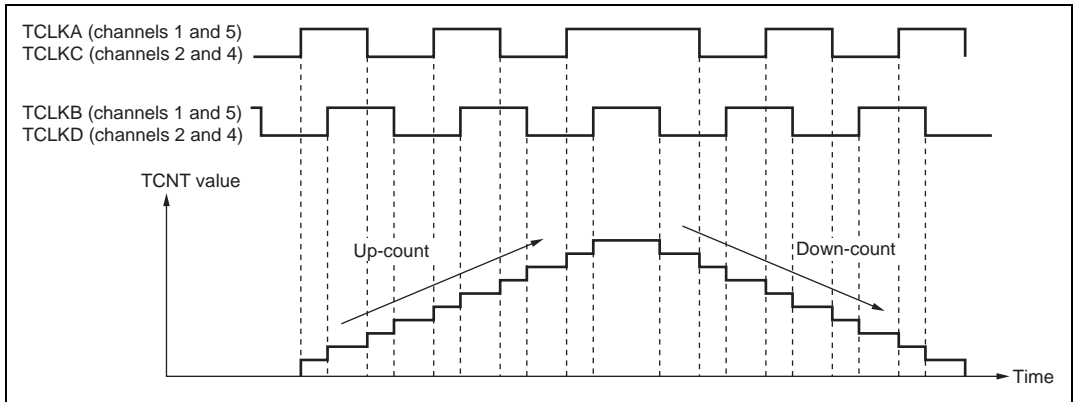 TCLKA (channels 1 and 5)
TCLKC (channels 2 and 4)
TCLKB (channels 1 and 5)
TCLKD (channels 2 and 4)
TCNT value
Up-count
Down-count
Time